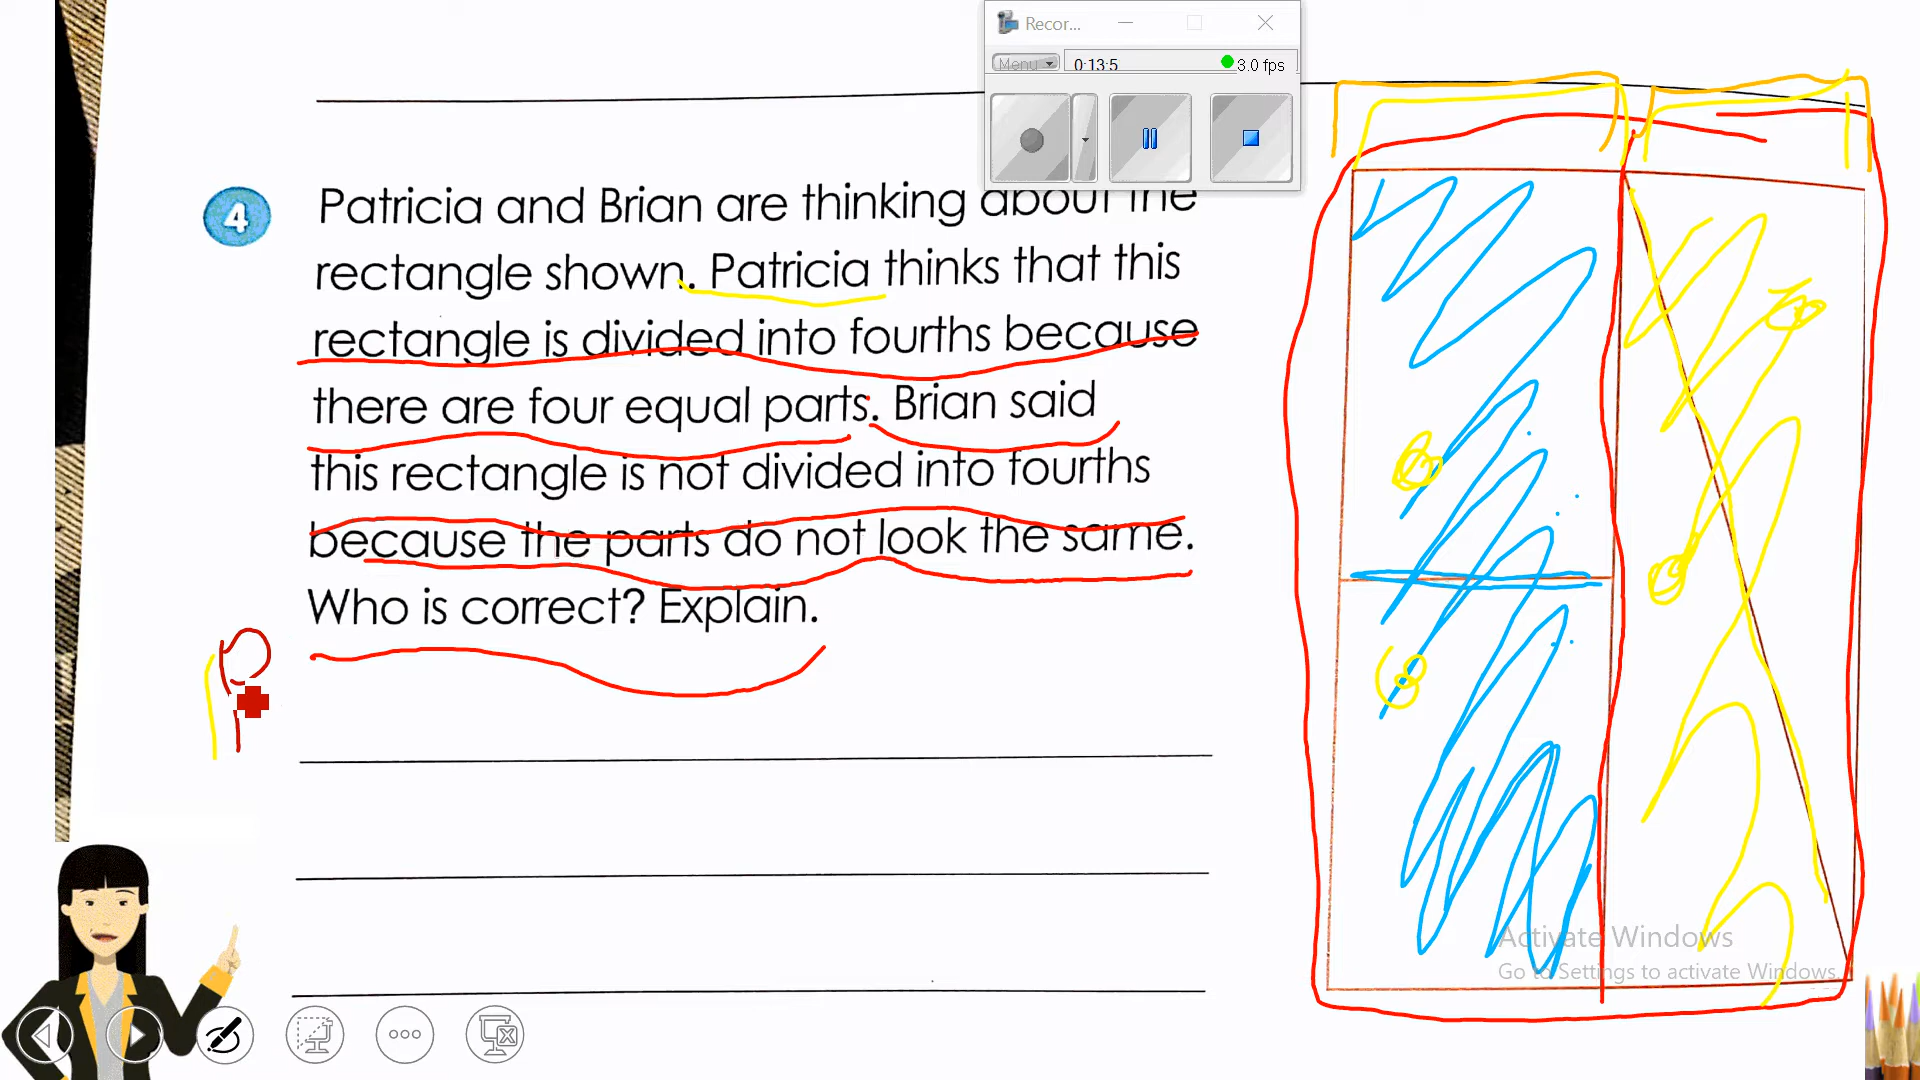 Recor...
Menu
0:13:5
3.0 fps
4
Patricia and Brian are thinking about the
rectangle shown. Patricia thinks that this
rectangle is divided into fourths because
there are four equal parts. Brian said
this rectangle is not divided into fourths
because the parts do not look the same.
Who is correct? Explain.
P
Activate Windows
Go to Settings to activate Windows.